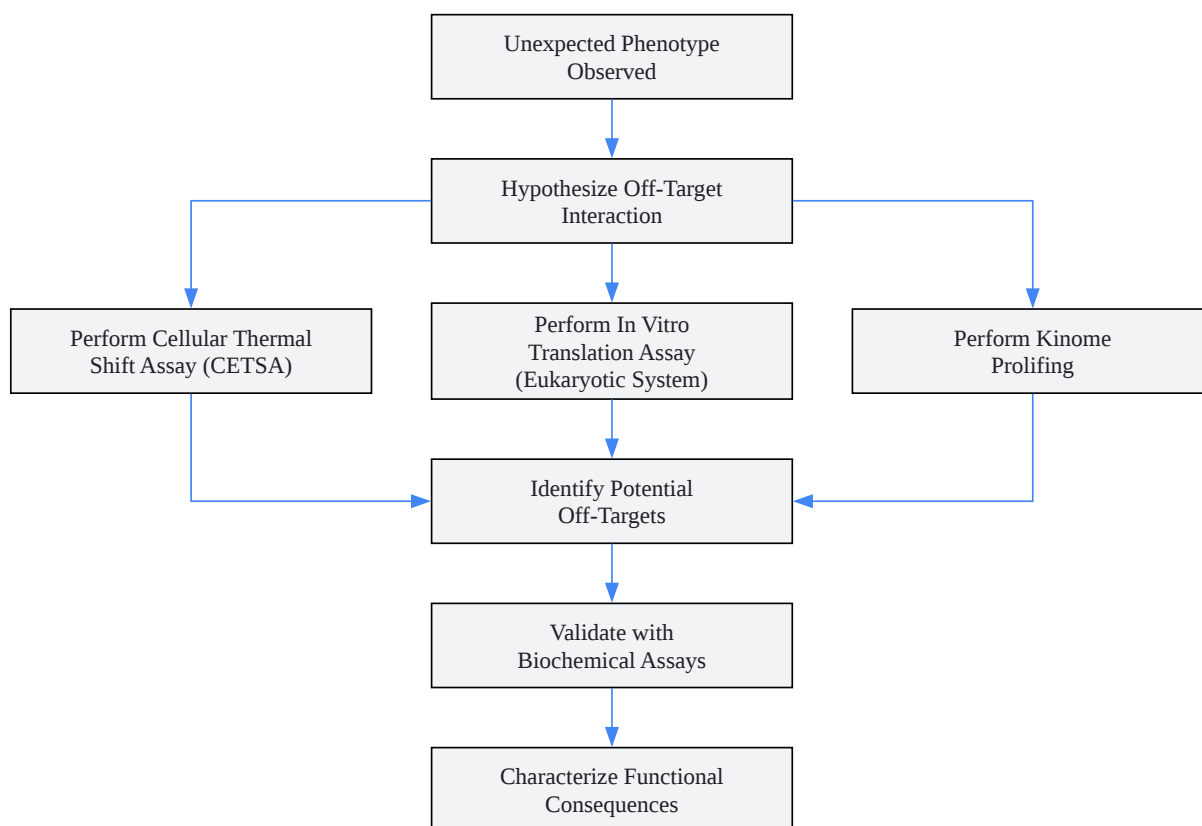 Unexpected Phenotype
Observed
Hypothesize Off-Target
Interaction
Perform Cellular Thermal
Shift Assay (CETSA)
Perform In Vitro
Translation Assay
(Eukaryotic System)
Perform Kinome
Prolifing
Identify Potential
Off-Targets
Validate with
Biochemical Assays
Characterize Functional
Consequences